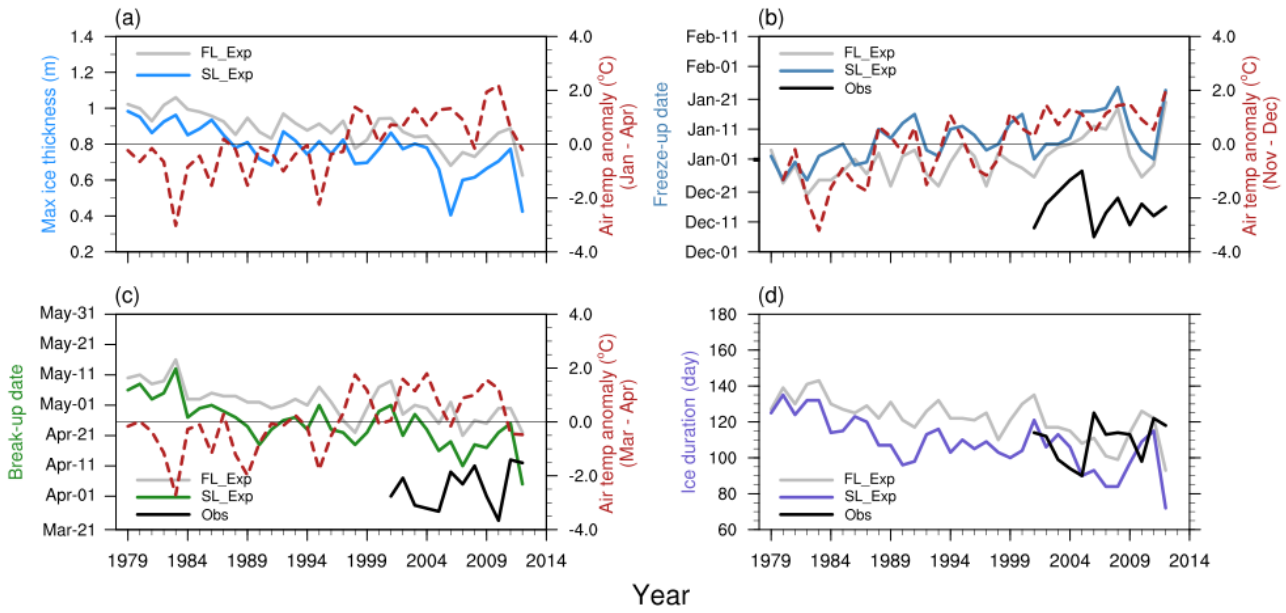 (a)
Max ice thickness (m)
1.4
1.2
1
0.8
0.6
0.4
0.2
FL_Exp
SL_Exp
4.0
2.0
0.0
-2.0
-4.0
Air temp anomaly (°C)
(Jan - Apr)
(b)
Freeze-up date
Feb-11
Feb-01
Jan-21
Jan-11
Jan-01
Dec-21
Dec-11
Dec-01
FL_Exp
SL_Exp
Obs
4.0
2.0
0.0
-2.0
-4.0
Air temp anomaly (°C)
(Nov - Dec)
(c)
Break-up date
May-31
May-21
May-11
May-01
Apr-21
Apr-11
Apr-01
Mar-21
FL_Exp
SL_Exp
Obs
4.0
2.0
0.0
-2.0
-4.0
Air temp anomaly (°C)
(Mar - Apr)
1979 1984 1989 1994 1999 2004 2009 2014
(d)
Ice duration (day)
180
160
140
120
100
80
60
FL_Exp
SL_Exp
Obs
1979 1984 1989 1994 1999 2004 2009 2014
Year